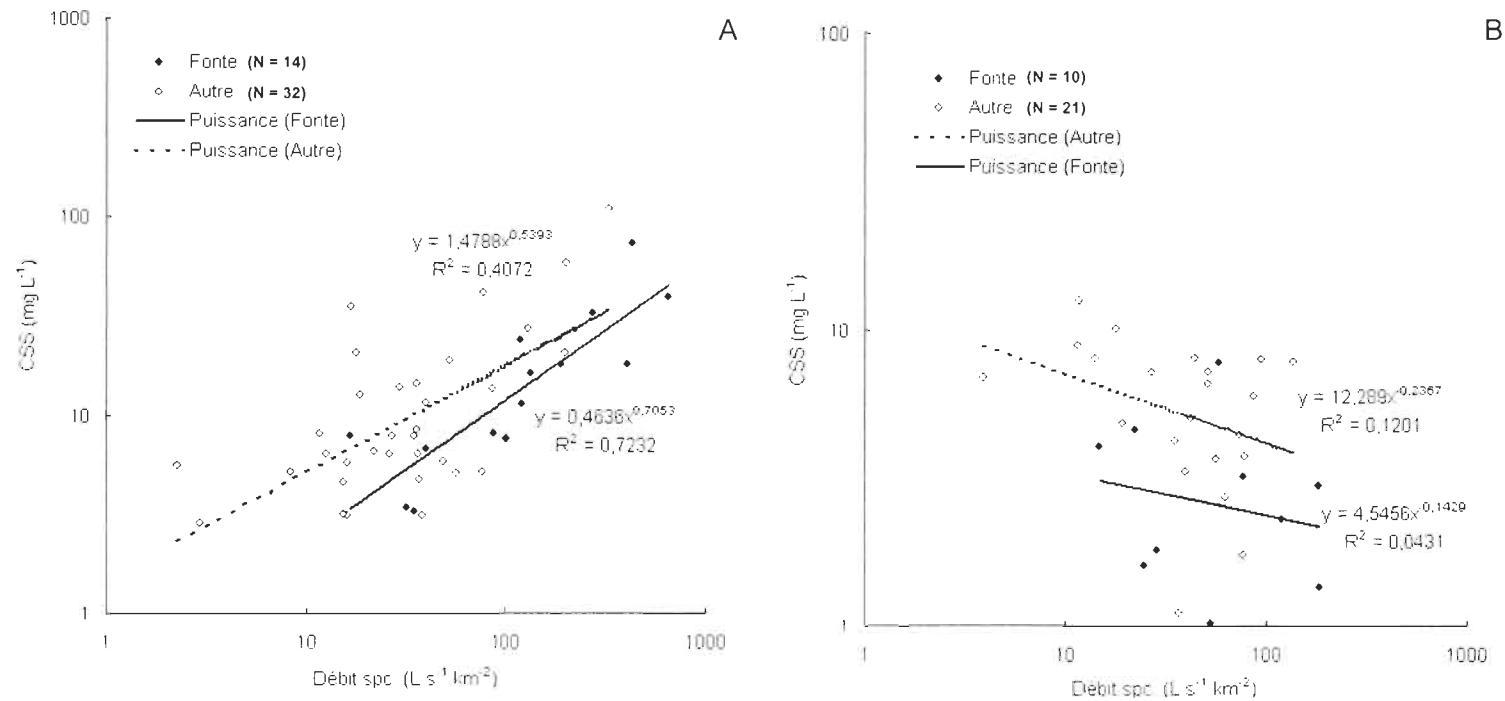 A
1000
100
10
1
Fonte (N = 14)
Autre (N = 32)
Puissance (Fonte)
Puissance (Autre)
y = 1,4788x^0,5393
R² = 0,4072
y = 0,4636x^0,7053
R² = 0,7232
CSS (mg L⁻¹)
1
10
100
1000
Débit spc. (L s⁻¹ km⁻²)
B
100
10
1
Fonte (N = 10)
Autre (N = 21)
Puissance (Autre)
Puissance (Fonte)
y = 12,289x^-0,2367
R² = 0,1201
y = 4,5456x^-0,1429
R² = 0,0431
CSS (mg L⁻¹)
1
10
100
1000
Débit spc. (L s⁻¹ km⁻²)